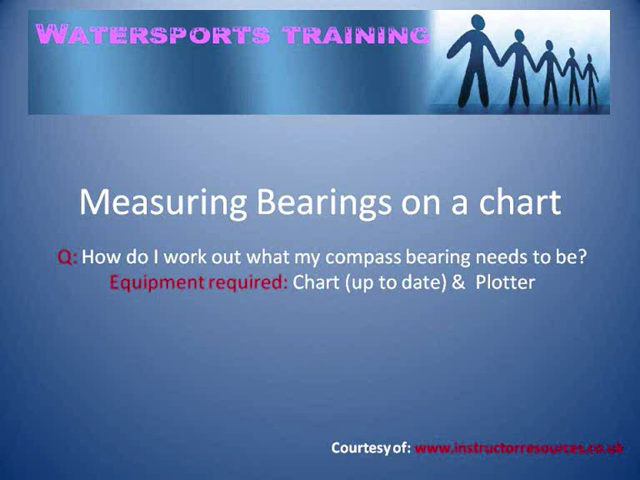 Watersports training
Measuring Bearings on a chart
Q: How do I work out what my compass bearing needs to be?
Equipment required: Chart (up to date) & Plotter
Courtesy of: www.instructorresources.co.uk